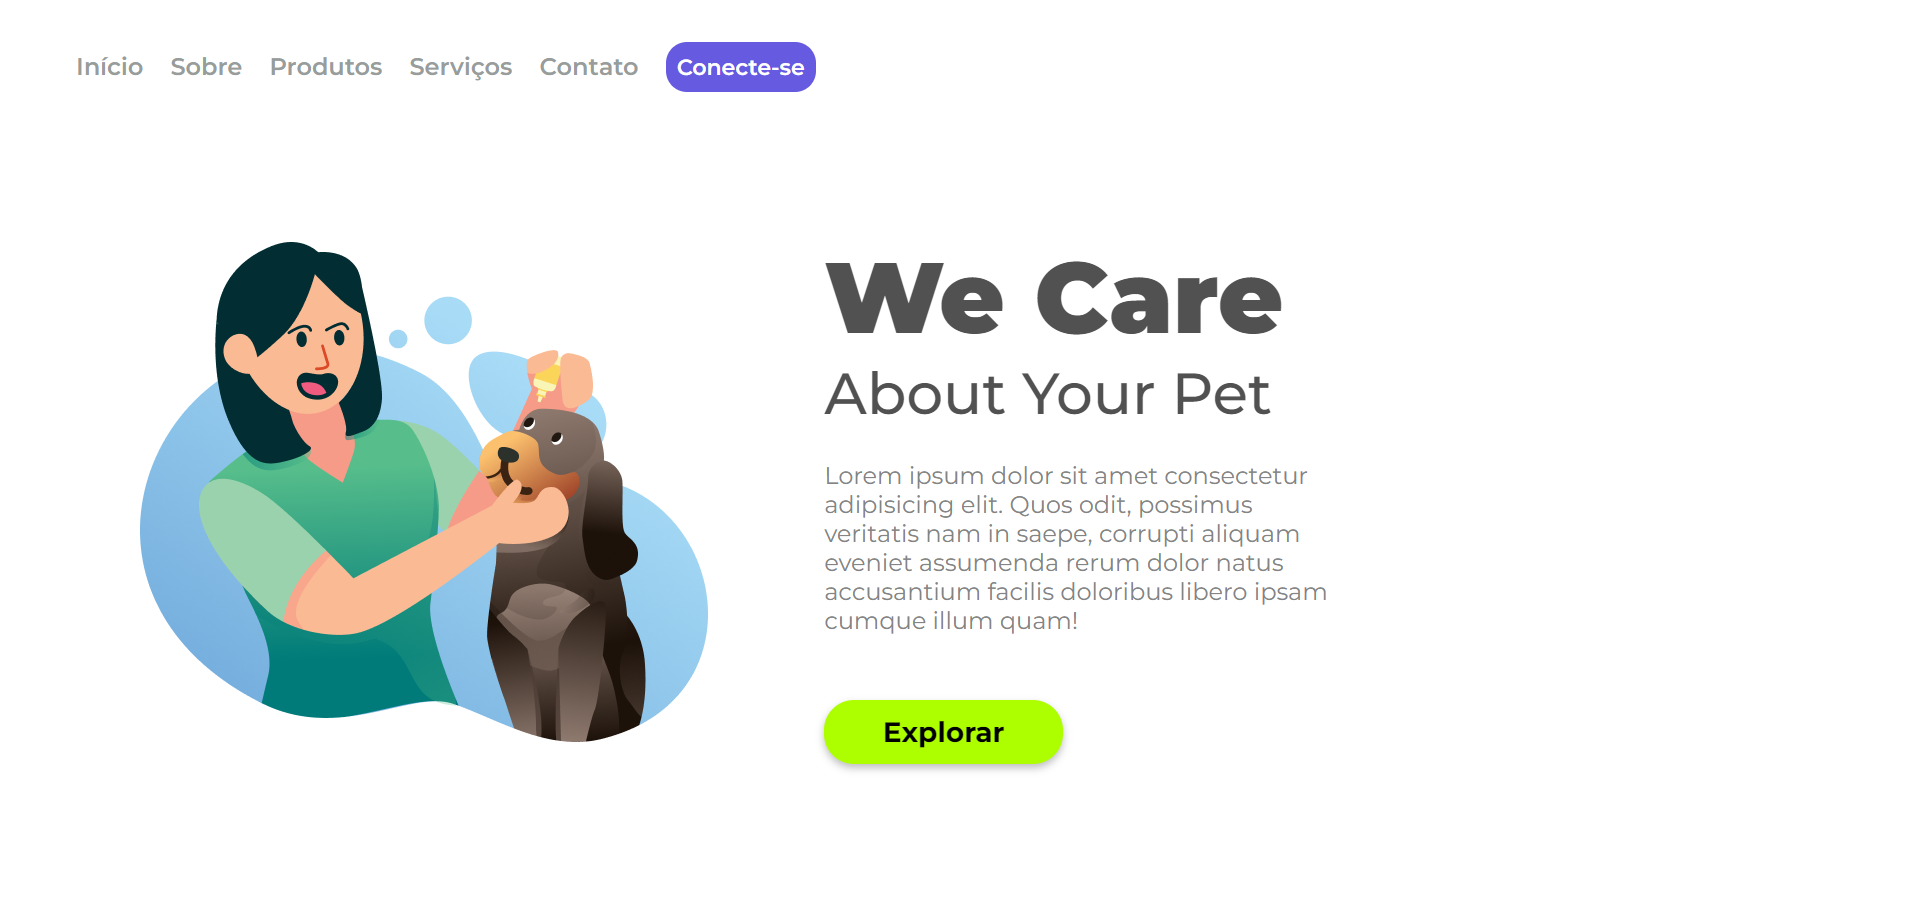 Início Sobre Produtos Serviços Contato Conecte-se
We Care
About Your Pet
Lorem ipsum dolor sit amet consectetur
adipisicing elit. Quos odit, possimus
veritatis nam in saepe, corrupti aliquam
eveniet assumenda rerum dolor natus
accusantium facilis doloribus libero ipsam
cumque illum quam!
Explorar